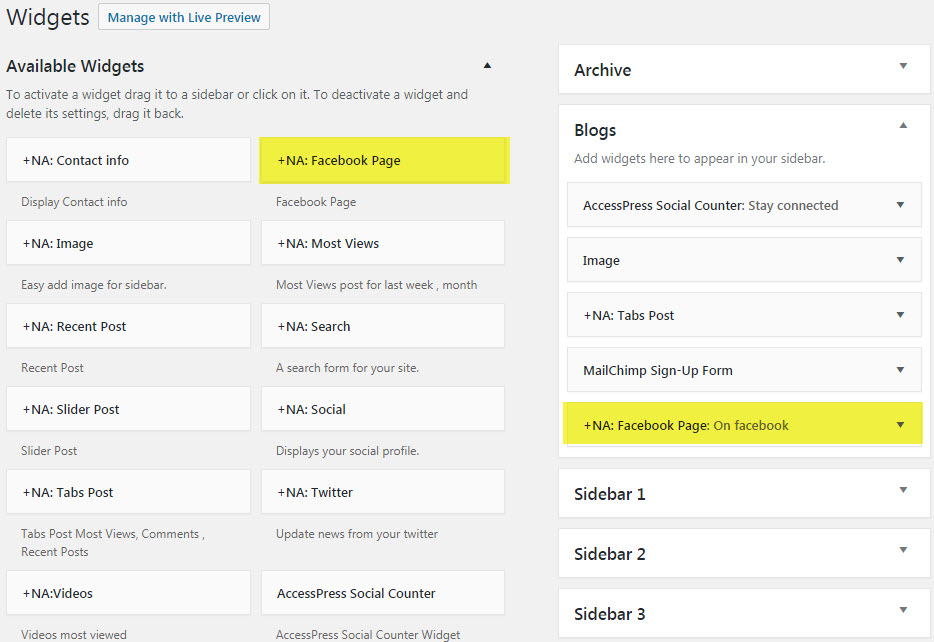 Widgets Manage with Live Preview
Available Widgets
To activate a widget drag it to a sidebar or click on it. To deactivate a widget and
delete its settings, drag it back.
+NA: Contact info
Display Contact info
+NA: Facebook Page
Facebook Page
+NA: Image
Easy add image for sidebar.
+NA: Most Views
Most Views post for last week , month
+NA: Recent Post
Recent Post
+NA: Search
A search form for your site.
+NA: Slider Post
Slider Post
+NA: Social
Displays your social profile.
+NA: Tabs Post
Tabs Post Most Views, Comments ,
Recent Posts
+NA: Twitter
Update news from your twitter
+NA:Videos
Videos most viewed
AccessPress Social Counter
AccessPress Social Counter Widget
Archive
Blogs
Add widgets here to appear in your sidebar.
AccessPress Social Counter: Stay connected
Image
+NA: Tabs Post
MailChimp Sign-Up Form
+NA: Facebook Page: On facebook
Sidebar 1
Sidebar 2
Sidebar 3